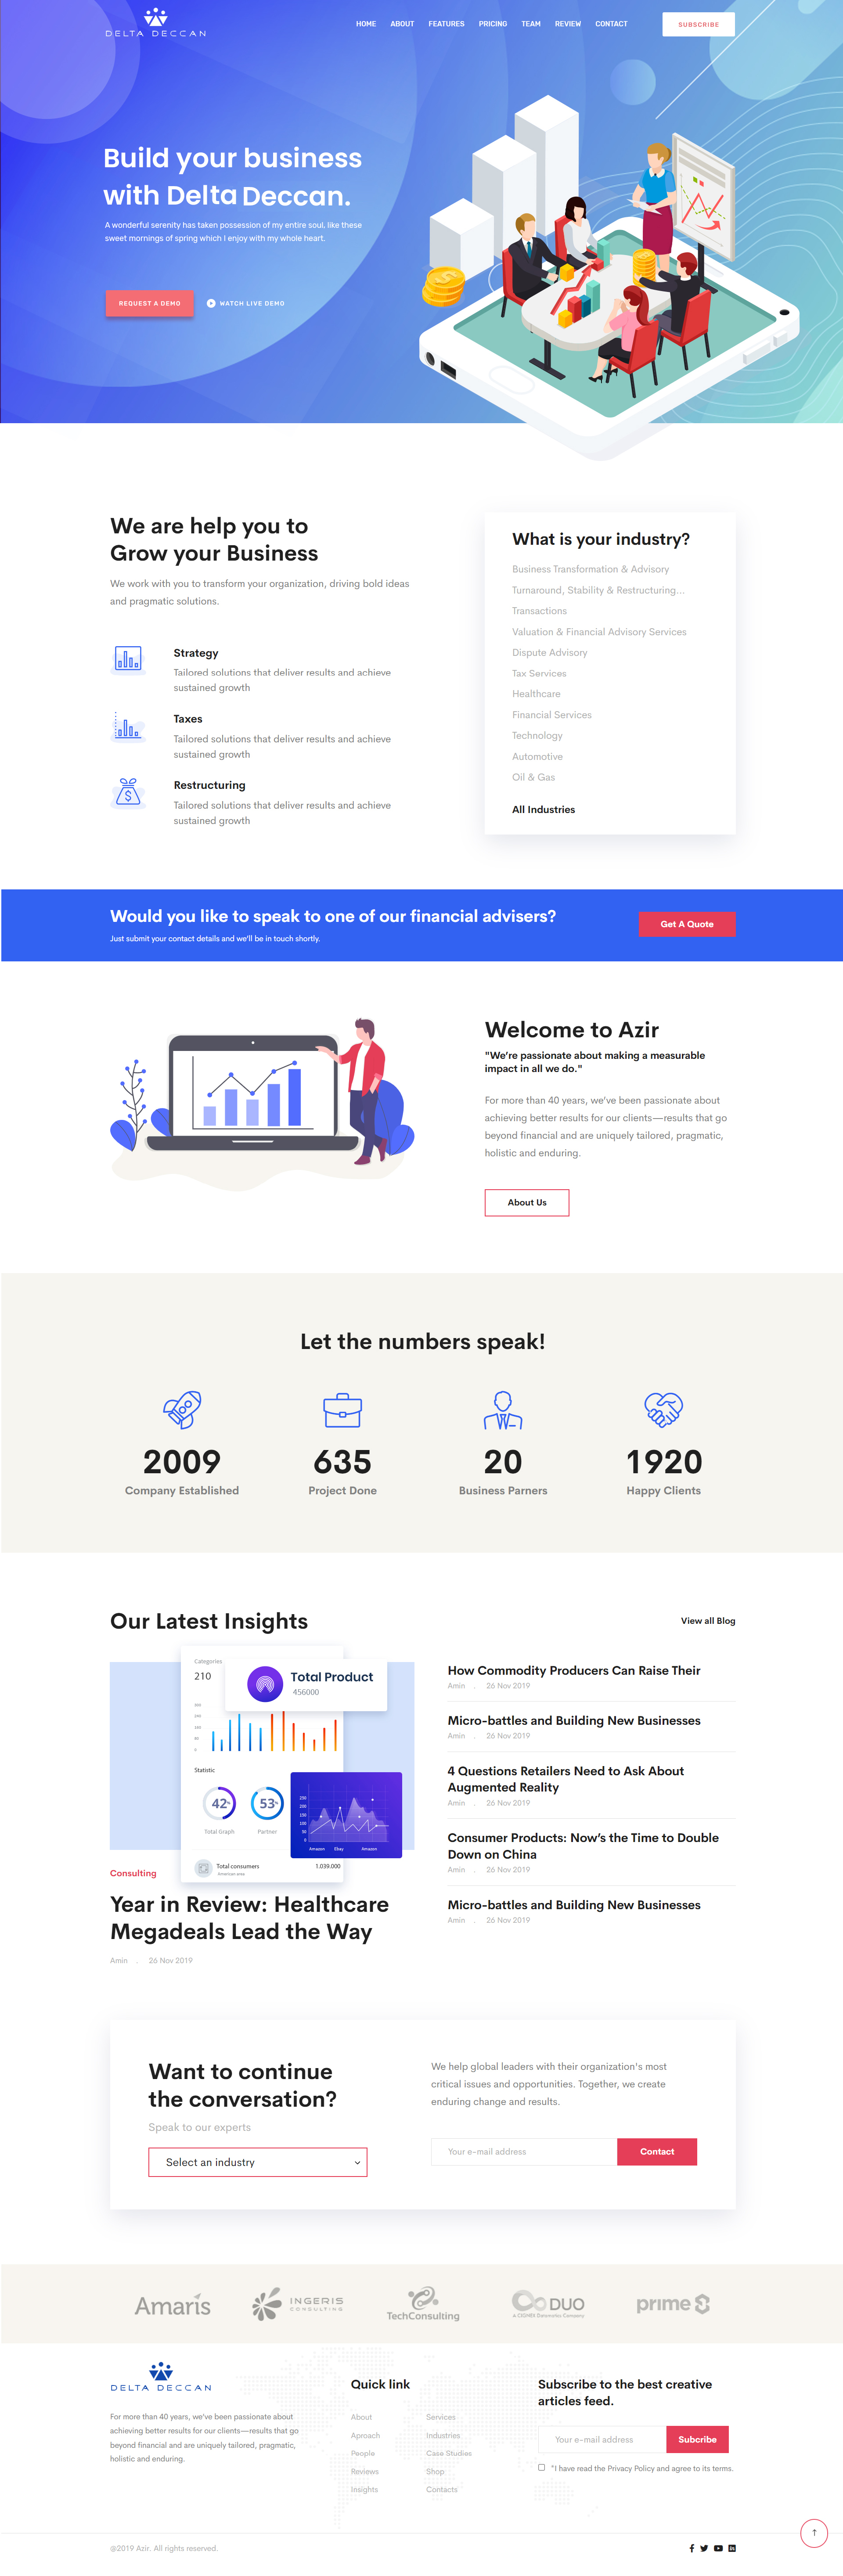 DELTA DECCAN
HOME ABOUT FEATURES PRICING TEAM REVIEW CONTACT
SUBSCRIBE
Build your business
with Delta Deccan.
A wonderful serenity has taken possession of my entire soul, like these
sweet mornings of spring which I enjoy with my whole heart.
REQUEST A DEMO
WATCH LIVE DEMO
We are help you to
Grow your Business
We work with you to transform your organization, driving bold ideas
and pragmatic solutions.
Strategy
Tailored solutions that deliver results and achieve
sustained growth
Taxes
Tailored solutions that deliver results and achieve
sustained growth
Restructuring
Tailored solutions that deliver results and achieve
sustained growth
What is your industry?
Business Transformation & Advisory
Turnaround, Stability & Restructuring...
Transactions
Valuation & Financial Advisory Services
Dispute Advisory
Tax Services
Healthcare
Financial Services
Technology
Automotive
Oil & Gas
All Industries
Would you like to speak to one of our financial advisers?
Just submit your contact details and we'll be in touch shortly.
Get A Quote
Welcome to Azir
"We're passionate about making a measurable
impact in all we do."
For more than 40 years, we've been passionate about
achieving better results for our clients—results that go
beyond financial and are uniquely tailored, pragmatic,
holistic and enduring.
About Us
Let the numbers speak!
2009
Company Established
635
Project Done
20
Business Parners
1920
Happy Clients
Our Latest Insights
View all Blog
Categories
210
Total Product
456000
Statistic
42%
53%
Total Graph
Partner
250
200
150
100
50
0
Amazon Ebay Amazon
Total consumers
American area
1.039.000
Consulting
Year in Review: Healthcare
Megadeals Lead the Way
Amin . 26 Nov 2019
How Commodity Producers Can Raise Their
Amin . 26 Nov 2019
Micro-battles and Building New Businesses
Amin . 26 Nov 2019
4 Questions Retailers Need to Ask About
Augmented Reality
Amin . 26 Nov 2019
Consumer Products: Now's the Time to Double
Down on China
Amin . 26 Nov 2019
Micro-battles and Building New Businesses
Amin . 26 Nov 2019
Want to continue
the conversation?
Speak to our experts
Select an industry
We help global leaders with their organization's most
critical issues and opportunities. Together, we create
enduring change and results.
Your e-mail address
Contact
Amaris
INGERIS
CONSULTING
TechConsulting
DUO
prime
DELTA DECCAN
For more than 40 years, we've been passionate about
achieving better results for our clients—results that go
beyond financial and are uniquely tailored, pragmatic,
holistic and enduring.
Quick link
About
Aproach
People
Reviews
Insights
Services
Industries
Case Studies
Shop
Contacts
Subscribe to the best creative
articles feed.
Your e-mail address
Subcribe
*I have read the Privacy Policy and agree to its terms.
@2019 Azir. All rights reserved.